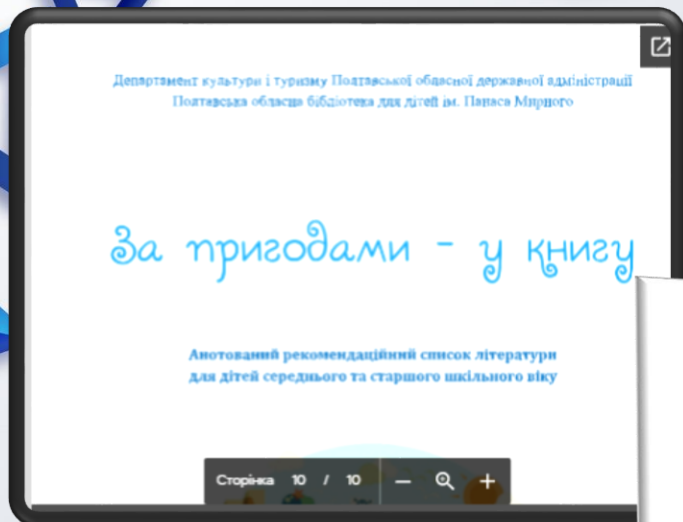 Департамент культури і туризму Полтавської обласної державної адміністрації
Полтавська обласна бібліотека для дітей ім. Панаса Мирного
За пригодами - у книгу
Анотований рекомендаційний список літератури
для дітей середнього та старшого шкільного віку
Сторінка 10 / 10